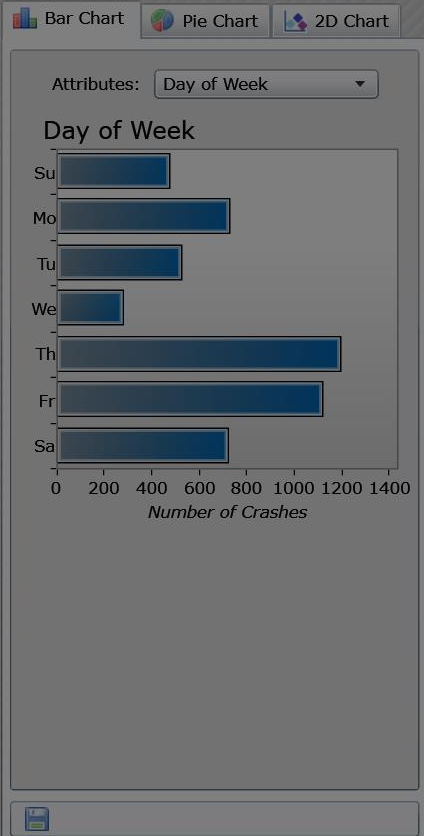 Bar Chart Pie Chart 2D Chart
Attributes: Day of Week
Day of Week
Su
Mo
Tu
We
Th
Fr
Sa
0 200 400 600 800 1000 1200 1400
Number of Crashes